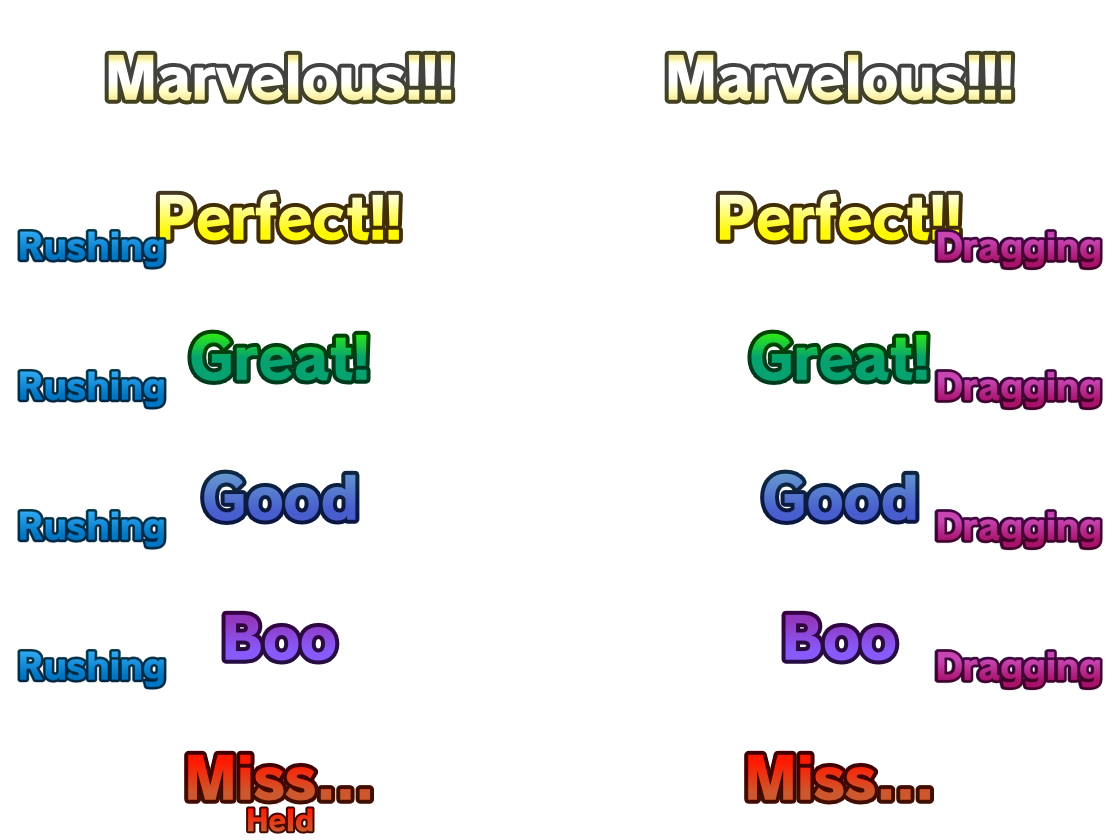 Marvelous!!! Marvelous!!!
Perfect!! Perfect!!
Rushing Dragging
Great! Great!
Rushing Dragging
Good Good
Rushing Dragging
Boo Boo
Rushing Dragging
Miss... Miss...
Held